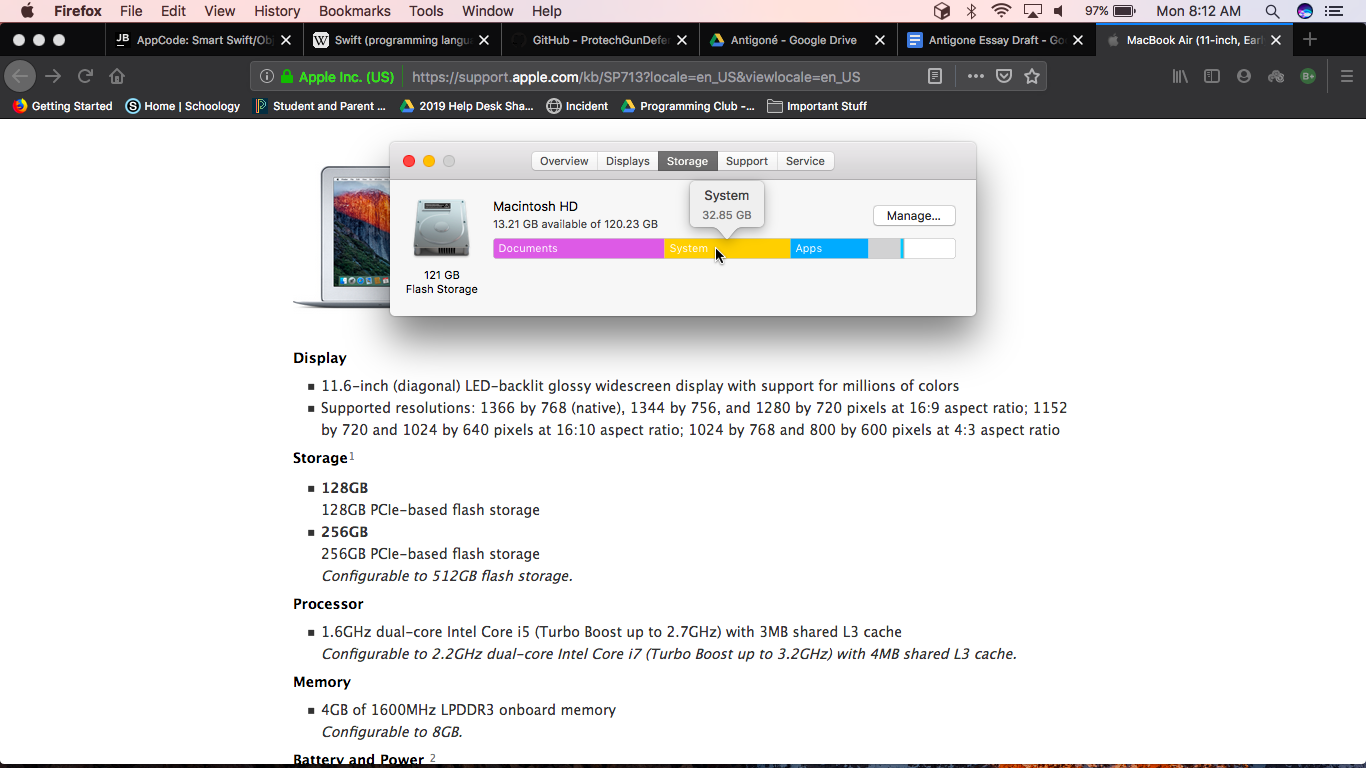 Firefox File Edit View History Bookmarks Tools Window Help 97% Mon 8:12 AM
JB AppCode: Smart Swift/Obj W Swift (programming langu GitHub - ProtechGunDefe Antigoné - Google Drive Antigone Essay Draft - Go MacBook Air (11-inch, Earl
Apple Inc. (US) https://support.apple.com/kb/SP713?locale=en_US&viewlocale=en_US B+
Getting Started S Home | Schoology Student and Parent ... 2019 Help Desk Sha... Incident Programming Club -... Important Stuff
Overview Displays Storage Support Service
System
32.85 GB
Macintosh HD
13.21 GB available of 120.23 GB
Manage...
Documents System Apps
121 GB
Flash Storage
Display
▪ 11.6-inch (diagonal) LED-backlit glossy widescreen display with support for millions of colors
▪ Supported resolutions: 1366 by 768 (native), 1344 by 756, and 1280 by 720 pixels at 16:9 aspect ratio; 1152
by 720 and 1024 by 640 pixels at 16:10 aspect ratio; 1024 by 768 and 800 by 600 pixels at 4:3 aspect ratio
Storage1
▪ 128GB
128GB PCIe-based flash storage
▪ 256GB
256GB PCIe-based flash storage
Configurable to 512GB flash storage.
Processor
▪ 1.6GHz dual-core Intel Core i5 (Turbo Boost up to 2.7GHz) with 3MB shared L3 cache
Configurable to 2.2GHz dual-core Intel Core i7 (Turbo Boost up to 3.2GHz) with 4MB shared L3 cache.
Memory
▪ 4GB of 1600MHz LPDDR3 onboard memory
Configurable to 8GB.
Battery and Power 2